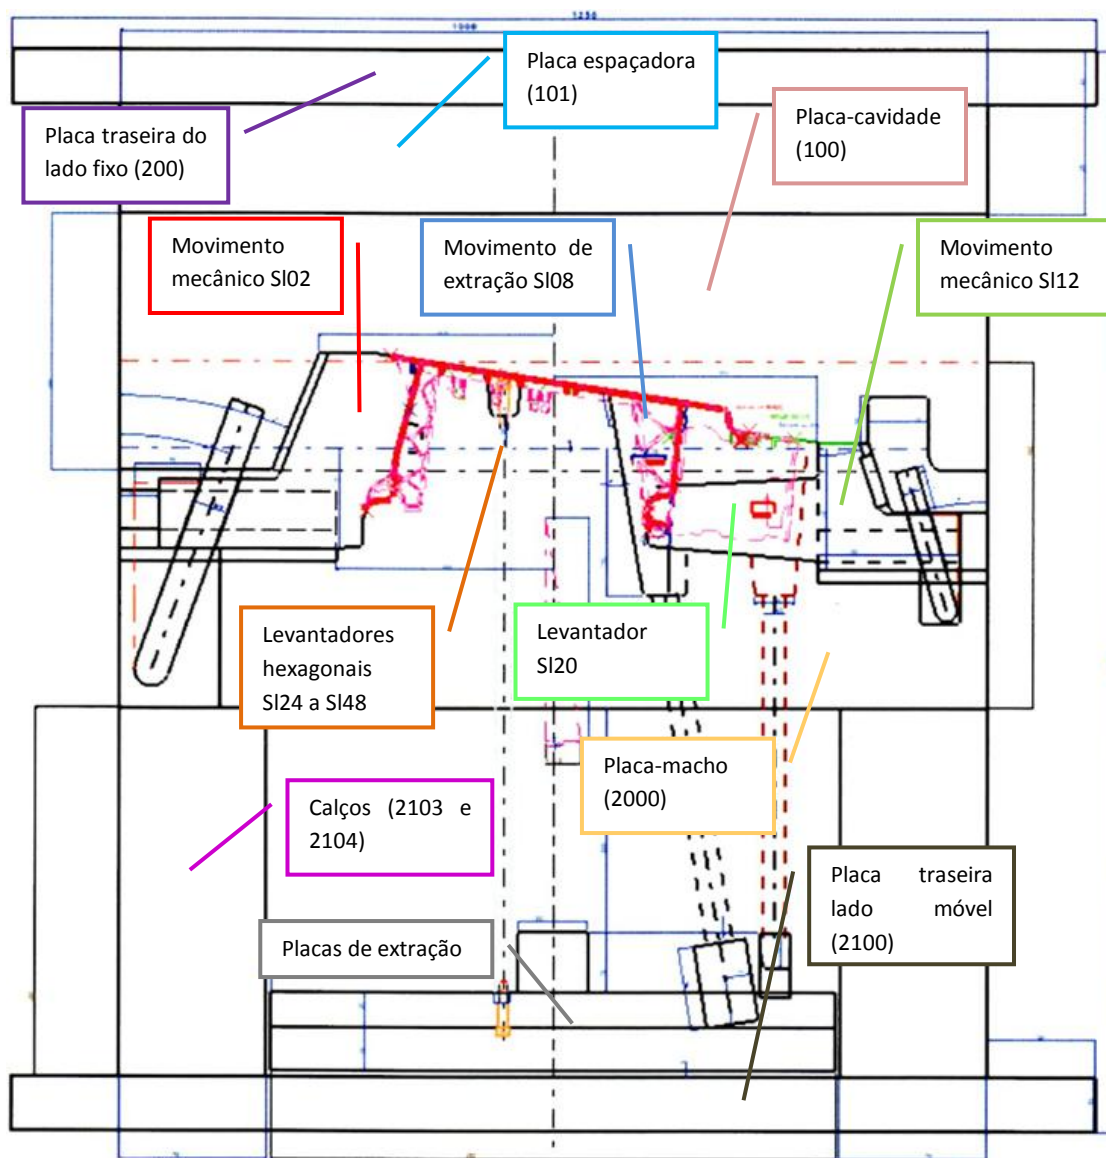 1250
1000
Placa espaçadora
(101)
Placa traseira do
lado fixo (200)
Placa-cavidade
(100)
Movimento
mecânico Sl02
Movimento de
extração Sl08
Movimento
mecânico Sl12
Levantadores
hexagonais
Sl24 a Sl48
Levantador
Sl20
Placa-macho
(2000)
Calços (2103 e
2104)
Placa traseira
lado móvel
(2100)
Placas de extração